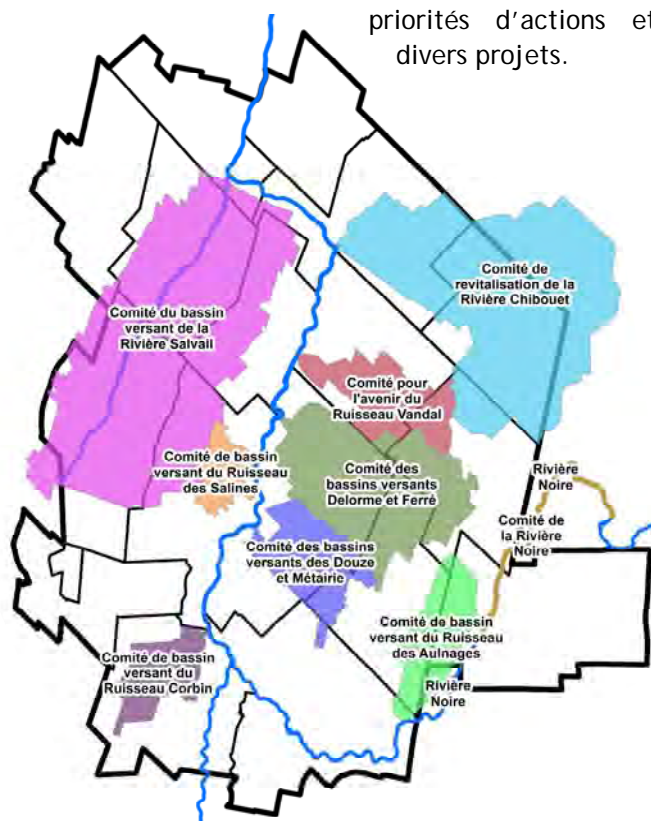 priorités d'actions et
divers projets.
Comité de
revitalisation de la
Rivière Chibouet
Comité du bassin
versant de la
Rivière Salvail
Comité pour
l'avenir du
Ruisseau Vandal
Comité de bassin
versant du Ruisseau
des Salines
Comité des
bassins versants
Delorme et Ferré
Rivière
Noire
Comité de
la Rivière
Noire
Comité des bassins
versants des Douze
et Métairie
Comité de bassin
versant du Ruisseau
des Aulnages
Comité de bassin
versant du
Ruisseau Corbin
Rivière
Noire